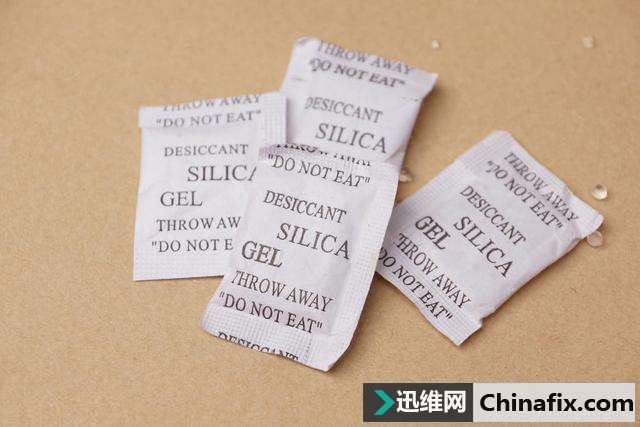 THROW AWAY
"DO NOT EAT"
DESICCANT
SILICA
THROW AWAY
"DO NOT EAT"
DESICCANT
SILICA
GEL
THROW AW
"DO NOT E
THROW AWAY
"DO NOT EAT"
DESICCANT
SILICA
GEL
THROW AWAY
"DO NOT EAT"
DESICCANT
THROW AWAY
"DO NOT EAT"
DESICCANT
SILICA
GEL
THROW AWAY
"DO NOT EAT"
迅维网 Chinafix.com